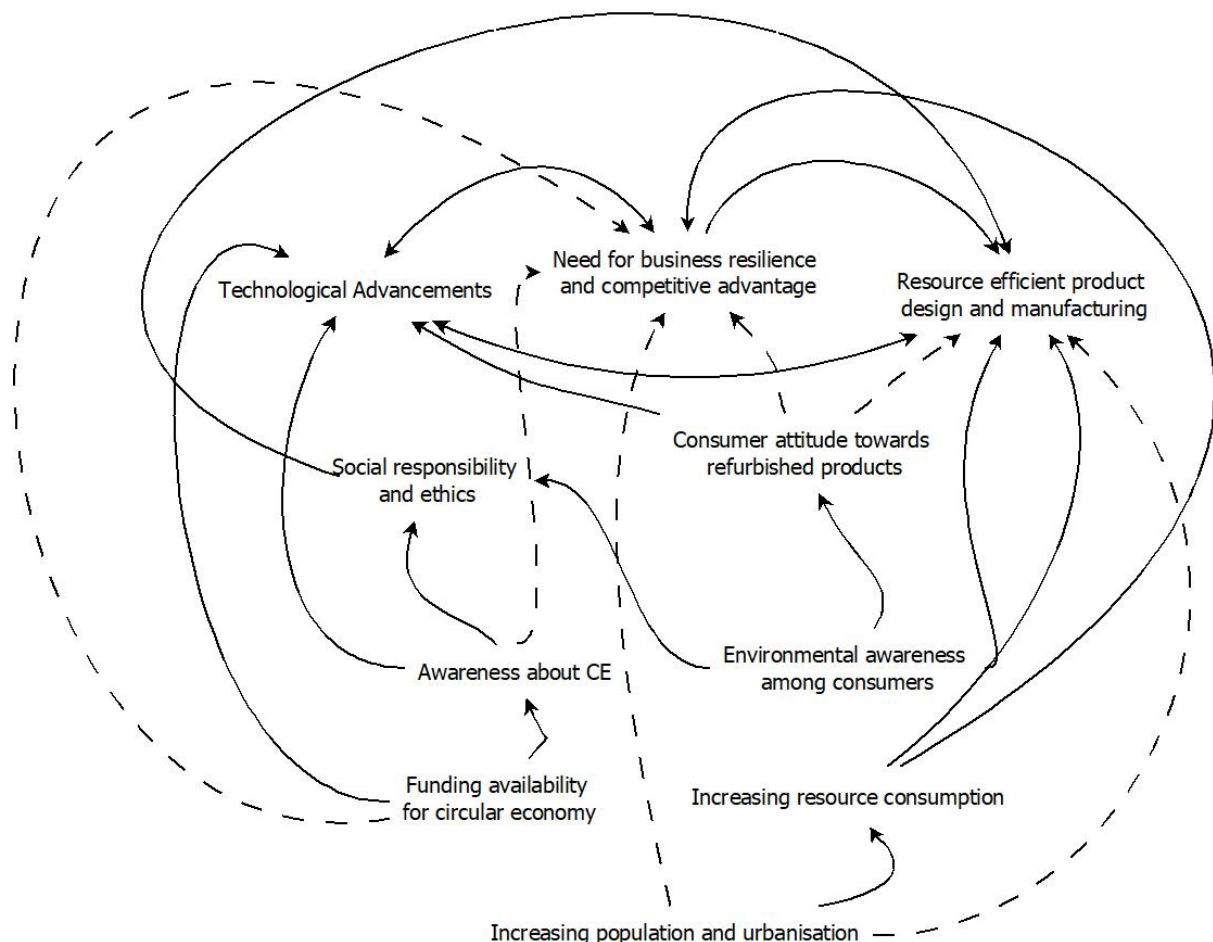 Need for business resilience
and competitive advantage
Technological Advancements
Resource efficient product
design and manufacturing
Consumer attitude towards
refurbished products
Social responsibility
and ethics
Awareness about CE
Environmental awareness
among consumers
Funding availability
for circular economy
Increasing resource consumption
Increasing population and urbanisation